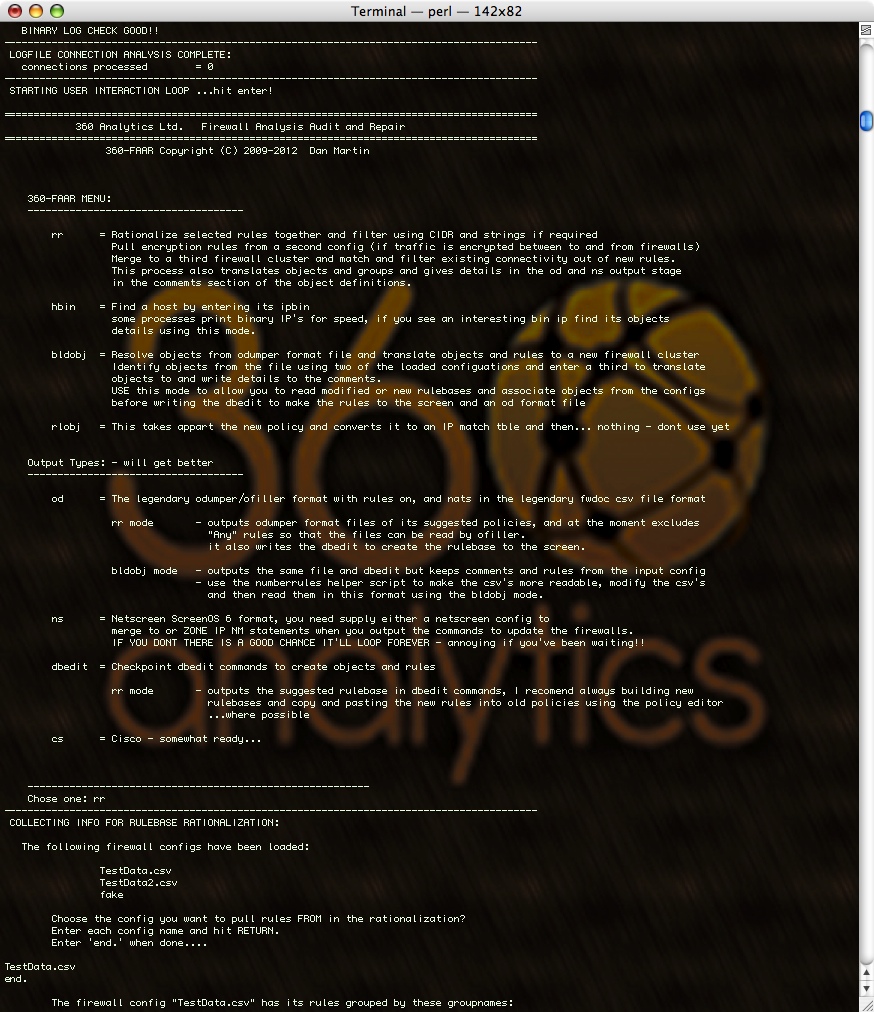 Terminal — perl — 142x82
BINARY LOG CHECK GOOD!!
LOGFILE CONNECTION ANALYSIS COMPLETE:
connections processed = 0
STARTING USER INTERACTION LOOP ...hit enter!
360 Analytics Ltd. Firewall Analysis Audit and Repair
360-FAAR Copyright (C) 2009-2012 Dan Martin
360-FAAR MENU:
rr = Rationalize selected rules together and filter using CIDR and strings if required
Pull encryption rules from a second config (if traffic is encrypted between to and from firewalls)
Merge to a third firewall cluster and match and filter existing connectivity out of new rules.
This process also translates objects and groups and gives details in the od and ns output stage
in the commemts section of the object definitions.
hbin = Find a host by entering its ipbin
some processes print binary IP's for speed, if you see an interesting bin ip find its objects
details using this mode.
bldobj = Resolve objects from odumper format file and translate objects and rules to a new firewall cluster
Identify objects from the file using two of the loaded configuations and enter a third to translate
objects to and write details to the comments.
USE this mode to allow you to read modified or new rulebases and associate objects from the configs
before writing the dbedit to make the rules to the screen and an od format file
rlobj = This takes appart the new policy and converts it to an IP match tble and then... nothing - dont use yet
Output Types: - will get better
od = The legendary odumper/ofiller format with rules on, and nats in the legendary fwdoc csv file format
rr mode - outputs odumper format files of its suggested policies, and at the moment excludes
"Any" rules so that the files can be read by ofiller.
it also writes the dbedit to create the rulebase to the screen.
bldobj mode - outputs the same file and dbedit but keeps comments and rules from the input config
- use the numberrules helper script to make the csv's more readable, modify the csv's
and then read them in this format using the bldobj mode.
ns = Netscreen ScreenOS 6 format, you need supply either a netscreen config to
merge to or ZONE IP NM statements when you output the commands to update the firewalls.
IF YOU DONT THERE IS A GOOD CHANCE IT'LL LOOP FOREVER - annoying if you've been waiting!!
dbedit = Checkpoint dbedit commands to create objects and rules
rr mode - outputs the suggested rulebase in dbedit commands, I recomend always building new
rulebases and copy and pasting the new rules into old policies using the policy editor
...where possible
cs = Cisco - somewhat ready...
Chose one: rr
COLLECTING INFO FOR RULEBASE RATIONALIZATION:
The following firewall configs have been loaded:
TestData.csv
TestData2.csv
fake
Choose the config you want to pull rules FROM in the rationalization?
Enter each config name and hit RETURN.
Enter 'end.' when done....
TestData.csv
end.
The firewall config "TestData.csv" has its rules grouped by these groupnames:
360
analytics